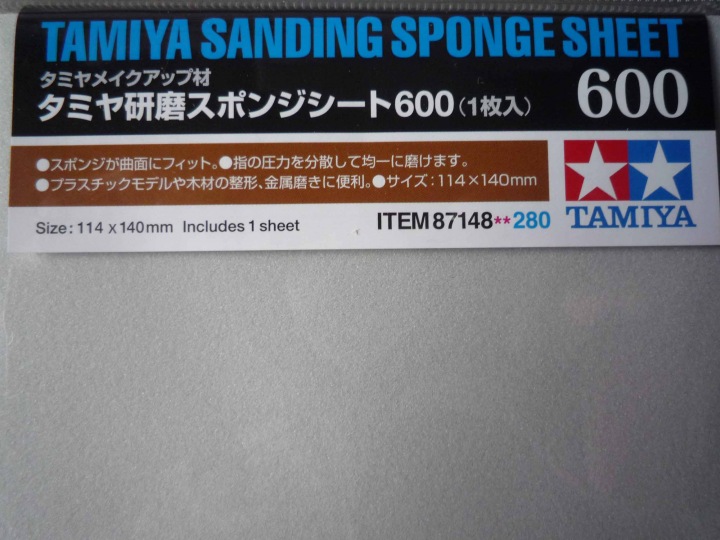 TAMIYA SANDING SPONGE SHEET
タミヤメイクアップ材
タミヤ研磨スポンジシート600(1枚入)
600
●スポンジが曲面にフィット。●指の圧力を分散して均一に磨けます。
●プラスチックモデルや木材の整形、金属磨きに便利。●サイズ:114×140mm
Size: 114 x 140mm Includes 1 sheet
ITEM 87148**280
TAMIYA